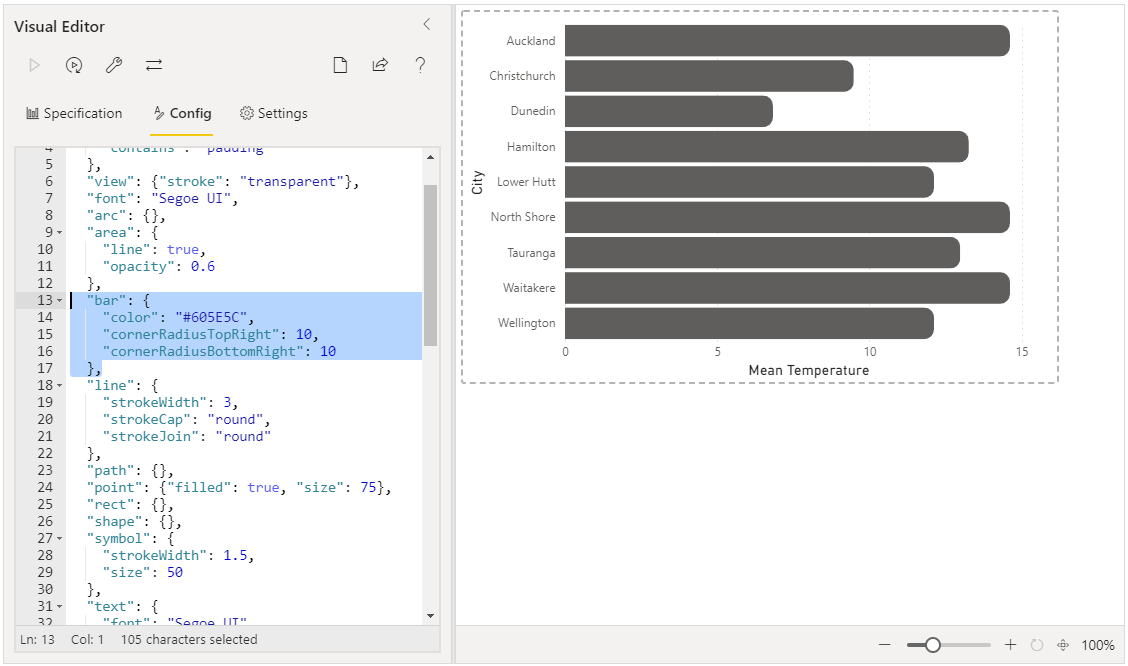 Visual Editor
Specification
Config
Settings
4 "contains": "padding"
5 },
6 "view": {"stroke": "transparent"},
7 "font": "Segoe UI",
8 "arc": {},
9 "area": {
10 "line": true,
11 "opacity": 0.6
12 },
13 "bar": {
14 "color": "#605E5C",
15 "cornerRadiusTopRight": 10,
16 "cornerRadiusBottomRight": 10
17 },
18 "line": {
19 "strokeWidth": 3,
20 "strokeCap": "round",
21 "strokeJoin": "round"
22 },
23 "path": {},
24 "point": {"filled": true, "size": 75},
25 "rect": {},
26 "shape": {},
27 "symbol": {
28 "strokeWidth": 1.5,
29 "size": 50
30 },
31 "text": {
32 "font": "Segoe UI"
Ln: 13 Col: 1 105 characters selected
City
Auckland
Christchurch
Dunedin
Hamilton
Lower Hutt
North Shore
Tauranga
Waitakere
Wellington
0 5 10 15
Mean Temperature
100%